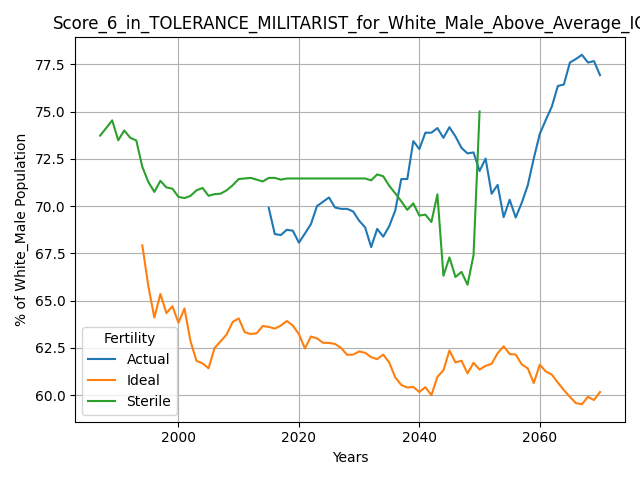 Score_6_in_TOLERANCE_MILITARIST_for_White_Male_Above_Average_IQ
% of White_Male Population
77.5
75.0
72.5
70.0
67.5
65.0
62.5
60.0
Fertility
Actual
Ideal
Sterile
2000
2020
2040
2060
Years